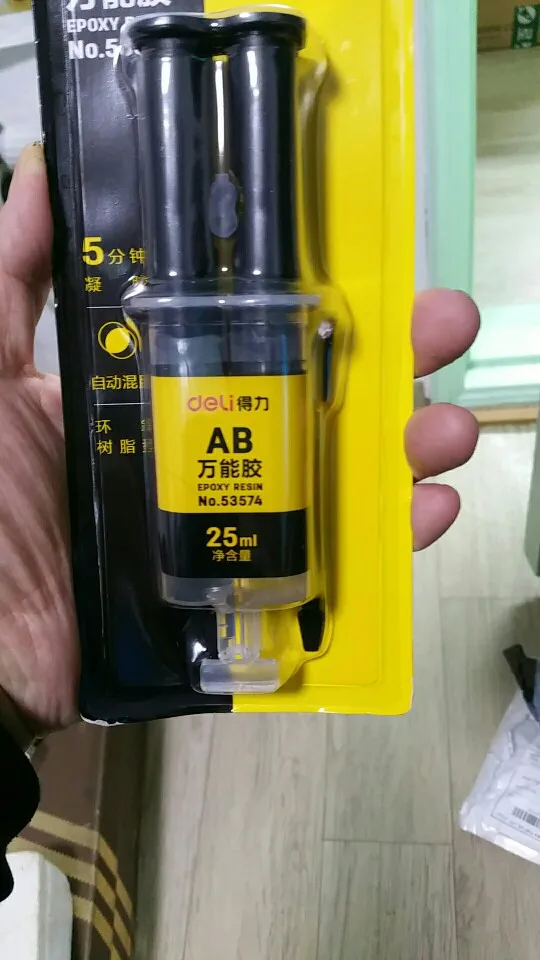 EPOXY
No.5
5分钟
凝
自动混
环
树脂
deli得力
AB
万能胶
EPOXY RESIN
No.53574
25ml
净含量